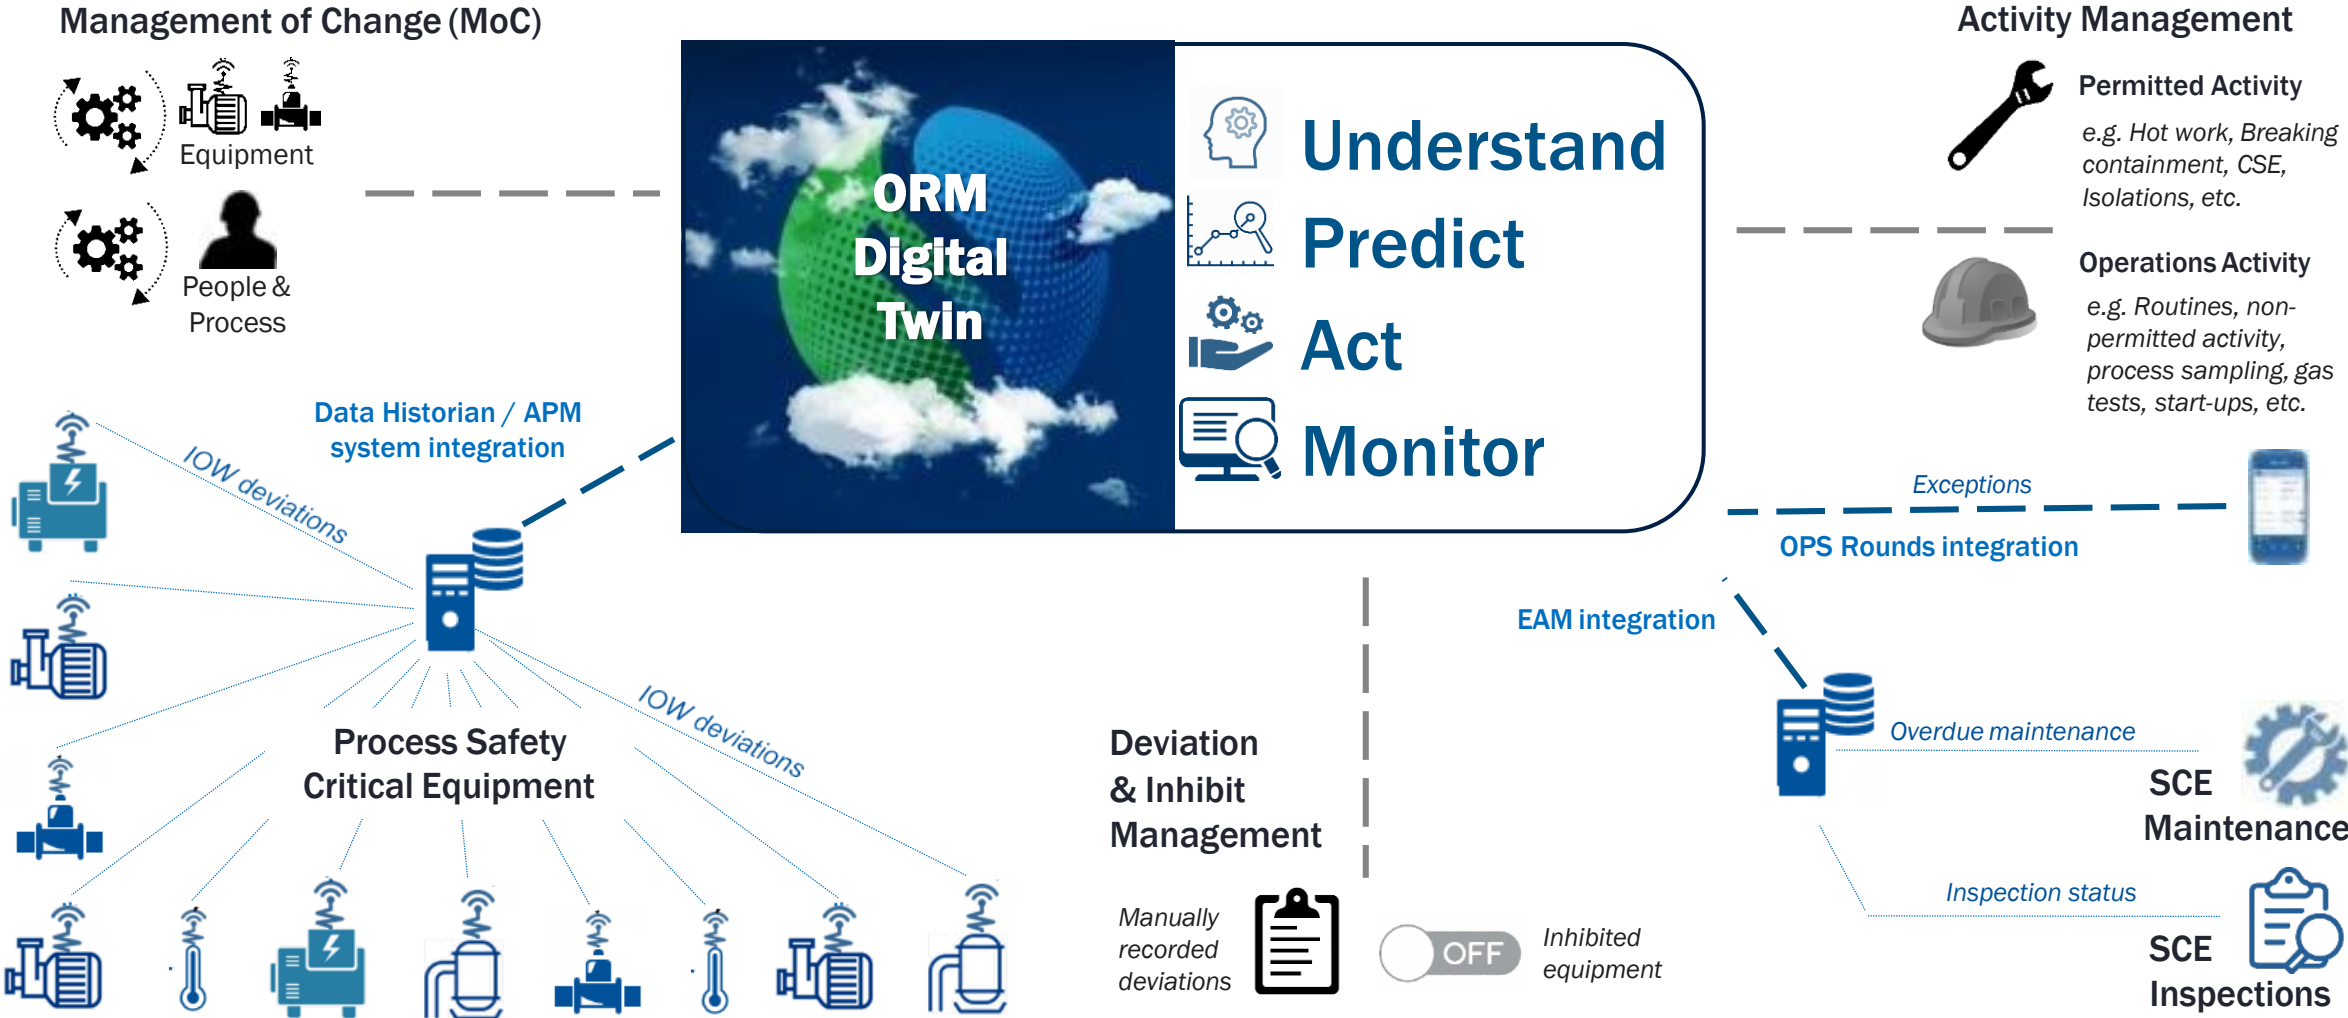 Management of Change (MoC)
Equipment
People &
Process
ORM
Digital
Twin
Understand
Predict
Act
Monitor
Activity Management
Permitted Activity
e.g. Hot work, Breaking
containment, CSE,
Isolations, etc.
Operations Activity
e.g. Routines, non-
permitted activity,
process sampling, gas
tests, start-ups, etc.
Data Historian / APM
system integration
IOW deviations
IOW deviations
Process Safety
Critical Equipment
Exceptions
OPS Rounds integration
EAM integration
Deviation
& Inhibit
Management
Manually
recorded
deviations
OFF
Inhibited
equipment
Overdue maintenance
SCE
Maintenance
Inspection status
SCE
Inspections